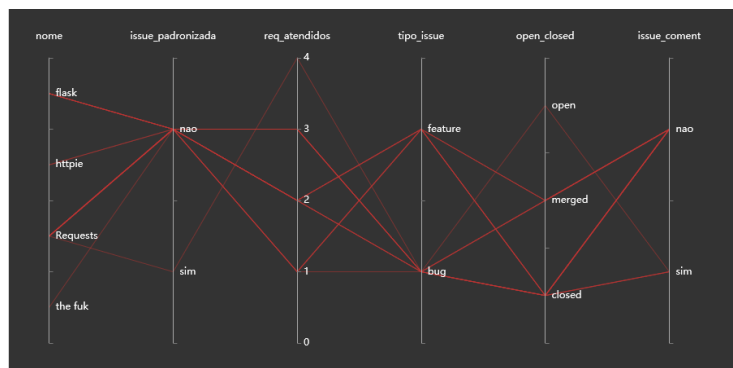 nome issue_padronizada req_atendidos tipo_issue open_closed issue_coment
4
open
flask
nao 3 feature nao
httpie
2 merged
Requests
sim 1 bug sim
closed
the fuk
0